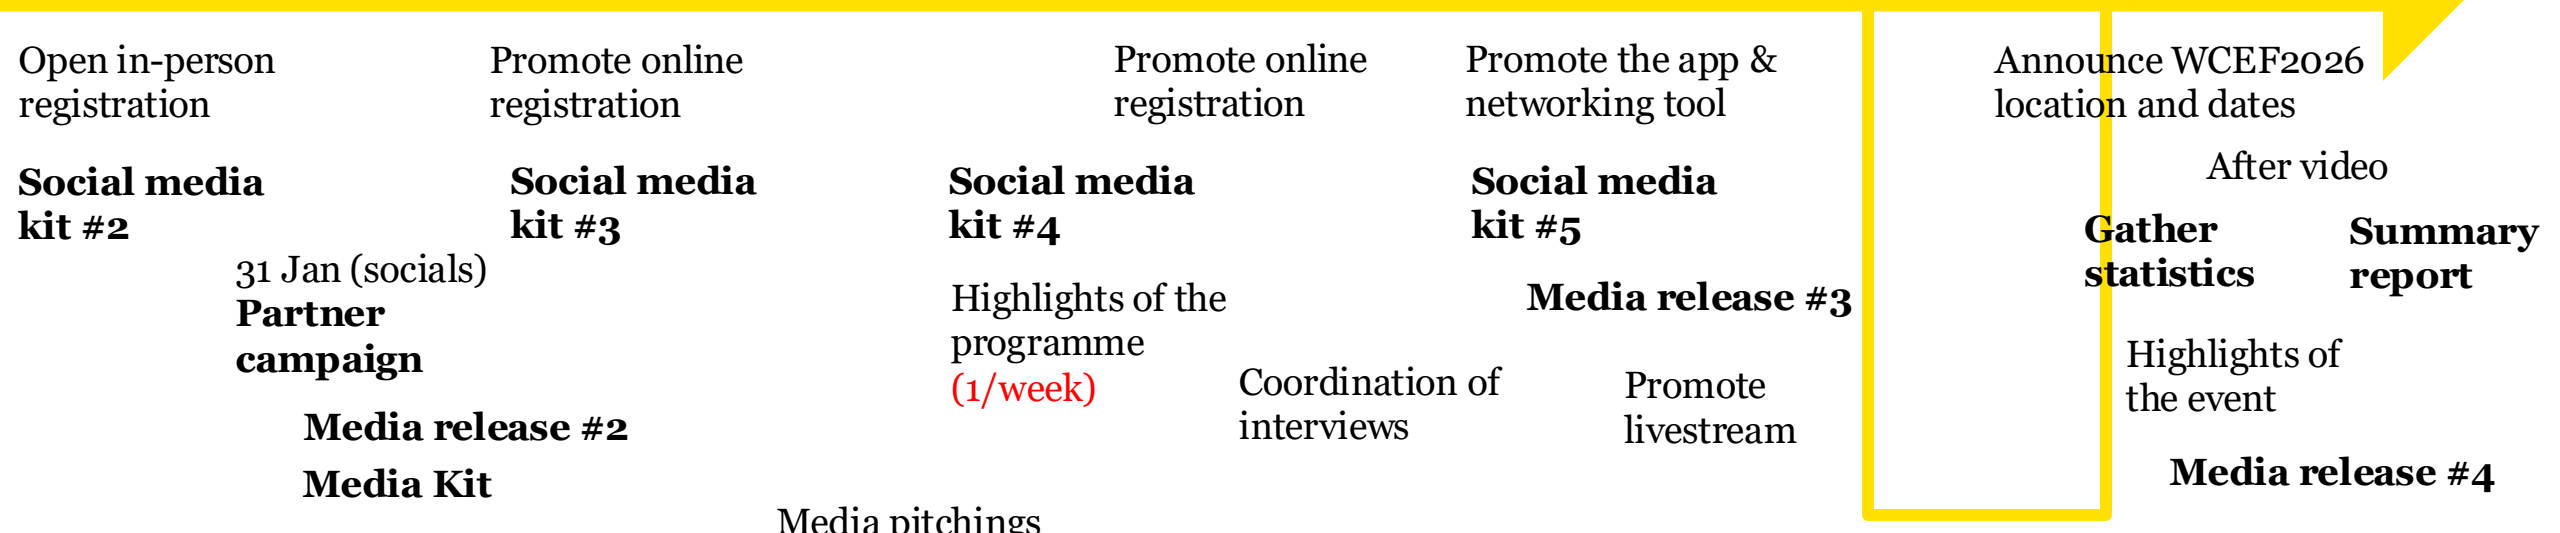 Open in-person
registration
Promote online
registration
Promote online
registration
Promote the app &
networking tool
Announce WCEF2026
location and dates
After video
Social media
kit #2
Social media
kit #3
Social media
kit #4
Social media
kit #5
Gather
statistics
Summary
report
31 Jan (socials)
Partner
campaign
Highlights of the
programme
(1/week)
Media release #3
Coordination of
interviews
Promote
livestream
Highlights of
the event
Media release #2
Media Kit
Media release #4
Media pitchings